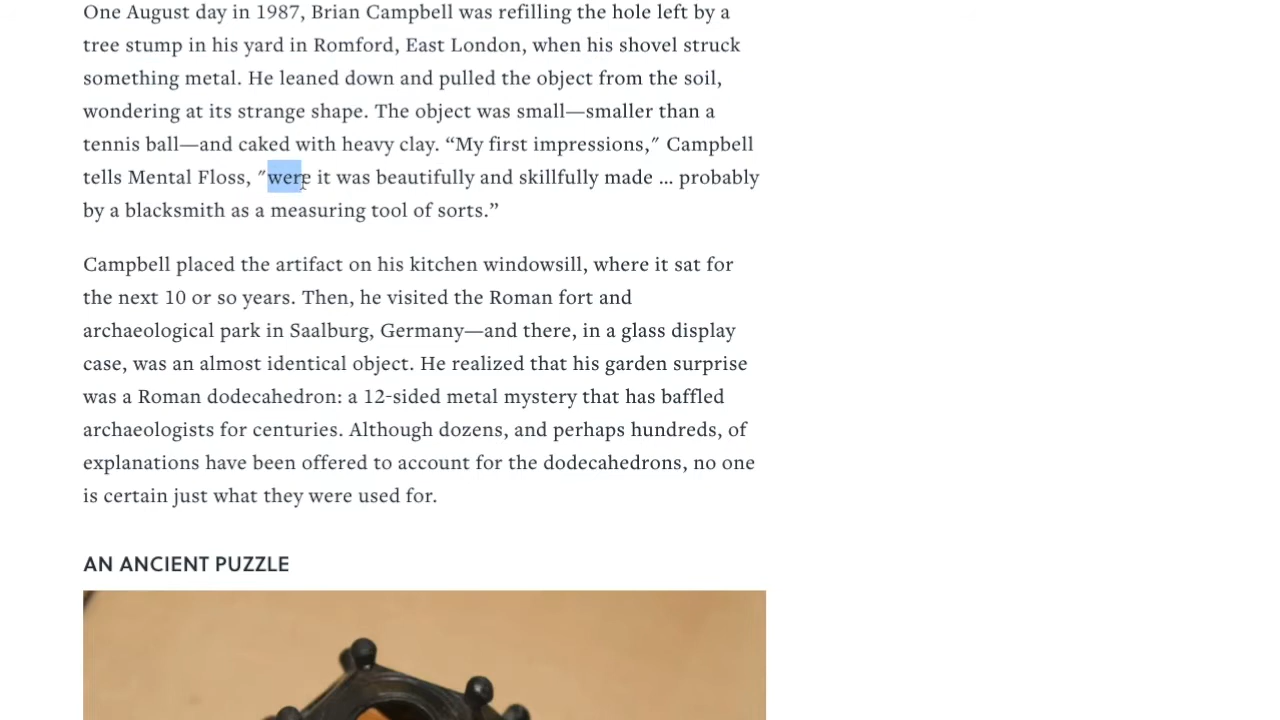 One August day in 1987, Brian Campbell was refilling the hole left by a
tree stump in his yard in Romford, East London, when his shovel struck
something metal. He leaned down and pulled the object from the soil,
wondering at its strange shape. The object was small—smaller than a
tennis ball—and caked with heavy clay. “My first impressions,″ Campbell
tells Mental Floss, ″were it was beautifully and skillfully made ... probably
by a blacksmith as a measuring tool of sorts.”
Campbell placed the artifact on his kitchen windowsill, where it sat for
the next 10 or so years. Then, he visited the Roman fort and
archaeological park in Saalburg, Germany—and there, in a glass display
case, was an almost identical object. He realized that his garden surprise
was a Roman dodecahedron: a 12-sided metal mystery that has baffled
archaeologists for centuries. Although dozens, and perhaps hundreds, of
explanations have been offered to account for the dodecahedrons, no one
is certain just what they were used for.
AN ANCIENT PUZZLE